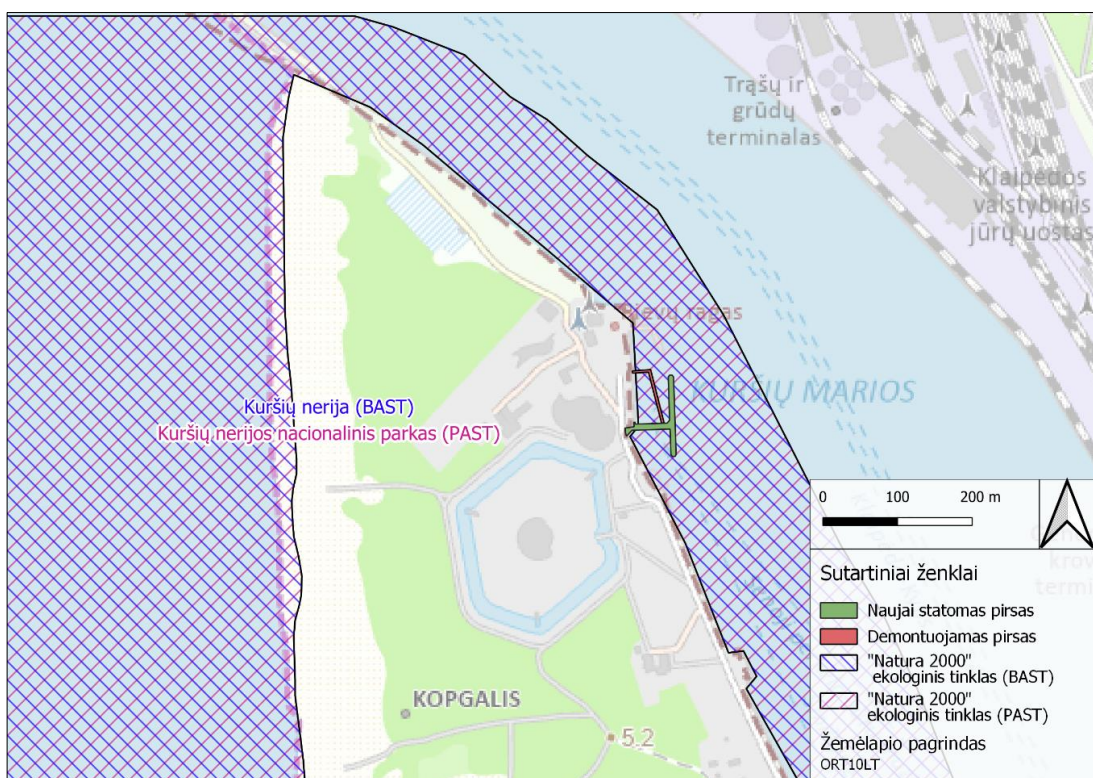 Trąšų ir
grūdų
terminalas
Klaipėdos
valstybinis
jūrų uostas
KURŠIŲ MARIOS
Kuršių nerija (BAST)
Kuršių nerijos nacionalinis parkas (PAST)
KOPGALIS
5.2
0 100 200 m
Sutartiniai ženklai
Naujai statomas pirsas
Demontuojamas pirsas
"Natura 2000"
ekologinis tinklas (BAST)
"Natura 2000"
ekologinis tinklas (PAST)
Žemėlapio pagrindas
ORT10LT